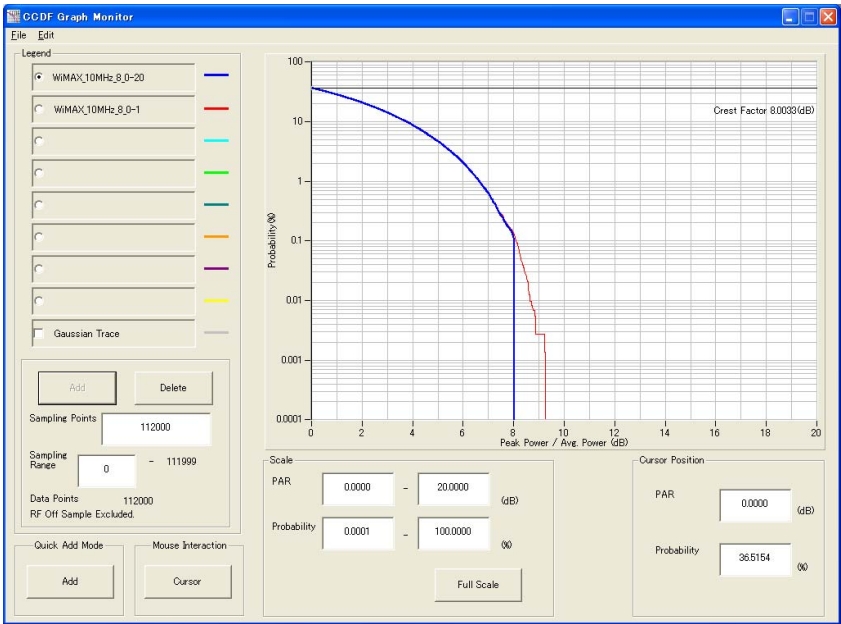 CCDF Graph Monitor
File Edit
Legend
WiMAX_10MHz_8_0-20
WiMAX_10MHz_8_0-1
Gaussian Trace
Add Delete
Sampling Points 112000
Sampling Range 0 - 111999
Data Points 112000
RF Off Sample Excluded.
Quick Add Mode
Add
Mouse Interaction
Cursor
Crest Factor 8.0033(dB)
Probability(%)
100
10
1
0.1
0.01
0.001
0.0001
0 2 4 6 8 10 12 14 16 18 20
Peak Power / Avg. Power (dB)
Scale
PAR 0.0000 - 20.0000 (dB)
Probability 0.0001 - 100.0000 (%)
Full Scale
Cursor Position
PAR 0.0000 (dB)
Probability 36.5154 (%)